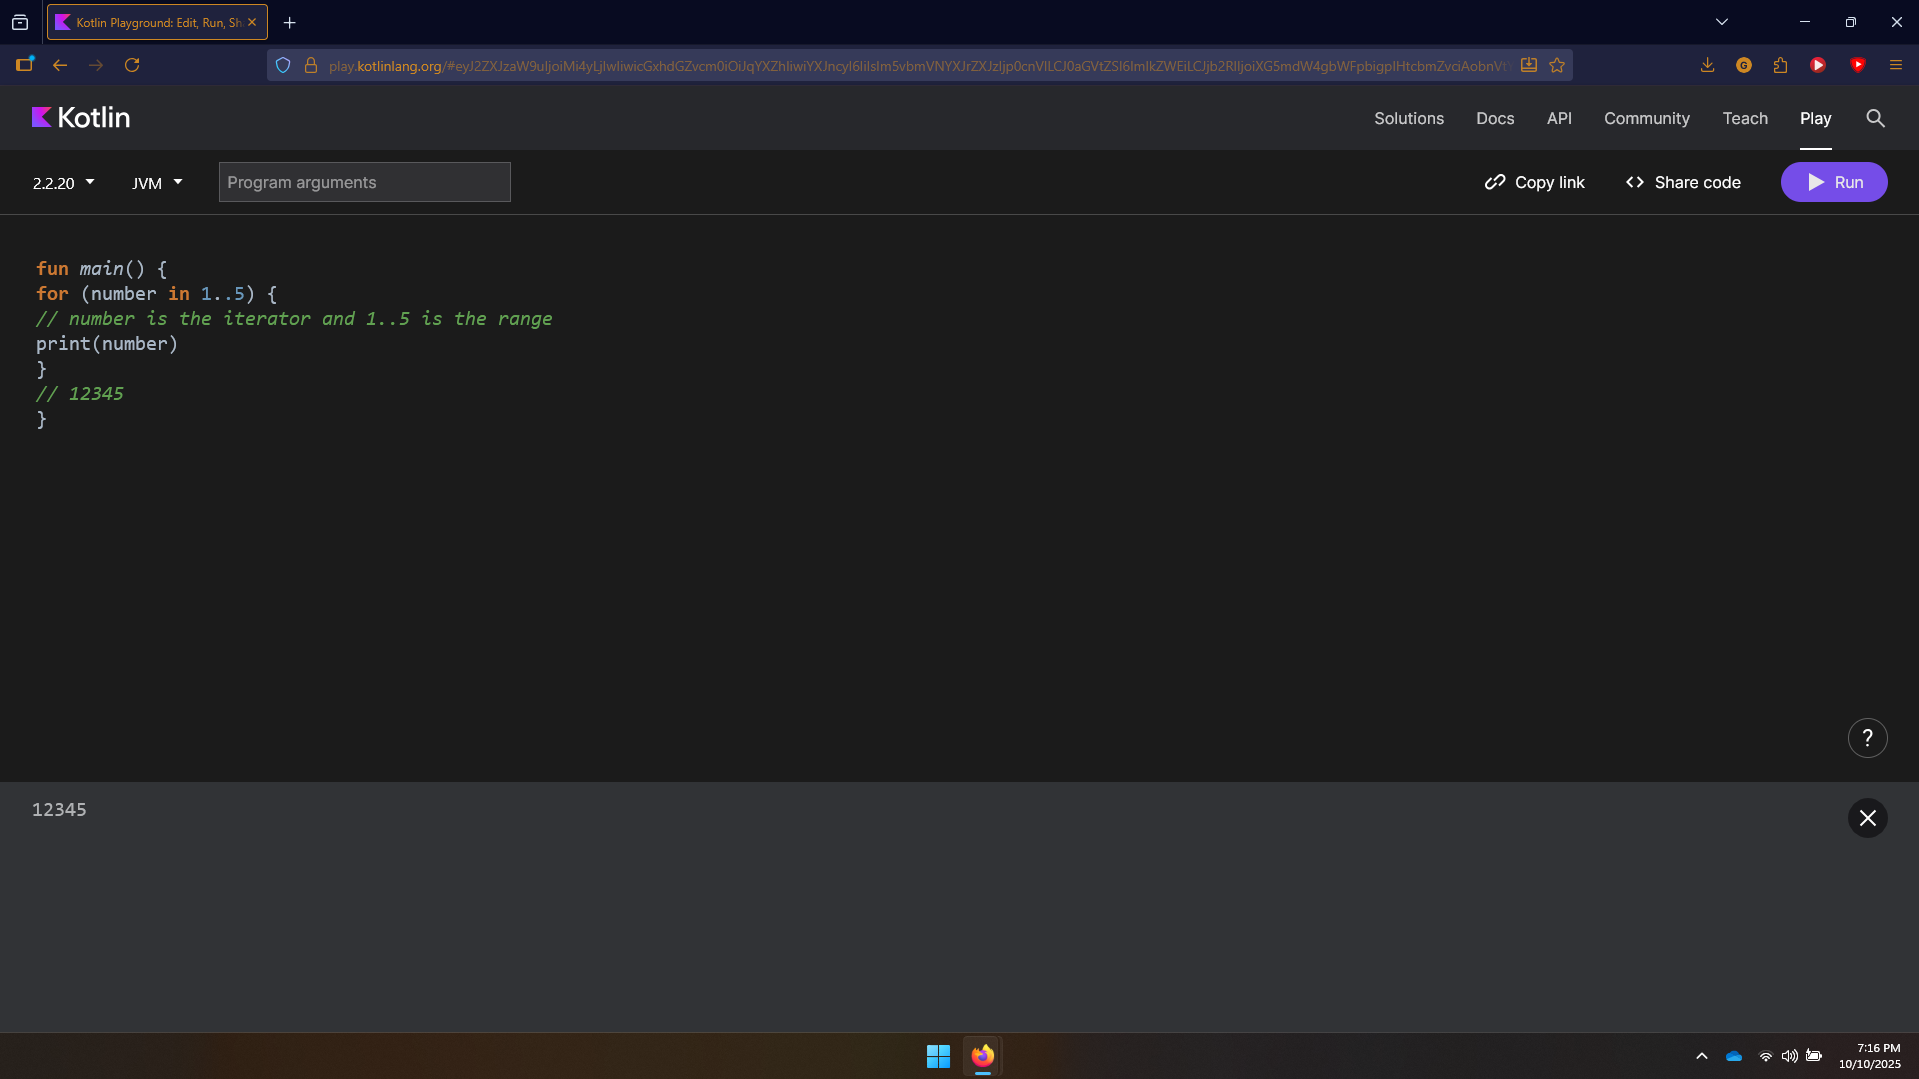 Kotlin Playground: Edit, Run, Sh
play.kotlinlang.org
Kotlin
Solutions
Docs
API
Community
Teach
Play
2.2.20
JVM
Program arguments
Copy link
Share code
Run
fun main() {
for (number in 1..5) {
// number is the iterator and 1..5 is the range
print(number)
}
// 12345
}
?
12345
7:16 PM
10/10/2025